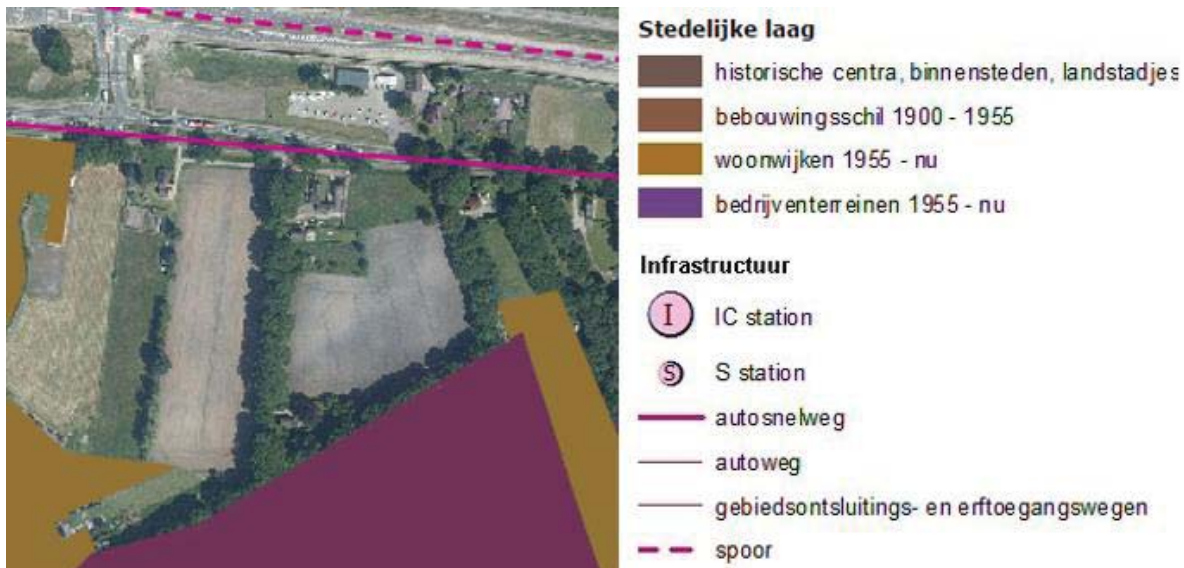 Stedelijke laag
historische centra, binnensteden, landstadjes
bebouwingsschil 1900 - 1955
woonwijken 1955 - nu
bedrijventerreinen 1955 - nu
Infrastructuur
I IC station
S S station
autosnelweg
autoweg
gebiedsontsluitings- en erftoegangswegen
spoor